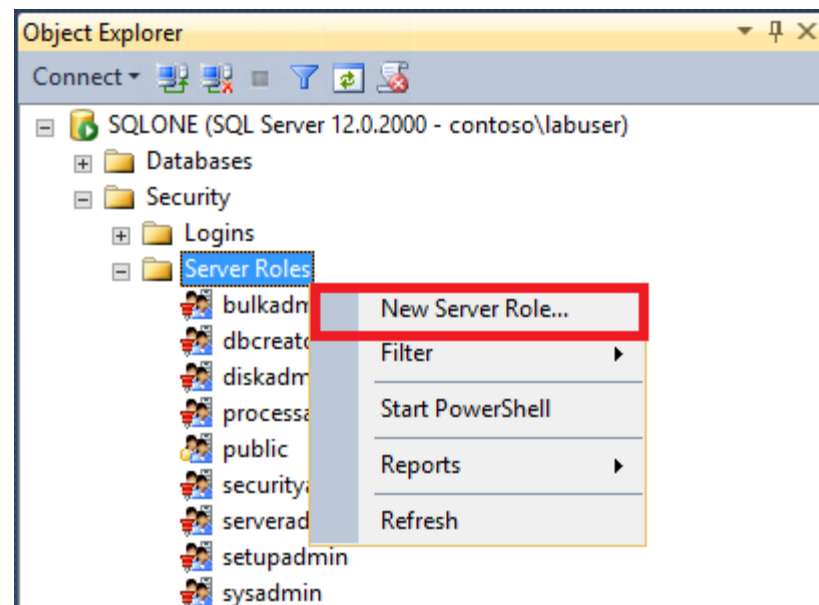 Object Explorer
Connect
SQLONE (SQL Server 12.0.2000 - contoso\labuser)
Databases
Security
Logins
Server Roles
bulkadm
New Server Role...
dbcreato
Filter
diskadm
processa
Start PowerShell
public
Reports
security
serverad
Refresh
setupadmin
sysadmin